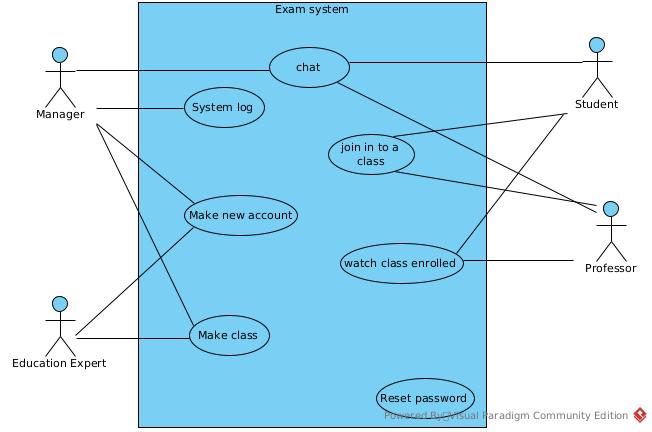 Exam system
chat
Manager
Student
System log
join in to a
class
Make new account
watch class enrolled
Professor
Make class
Education Expert
Reset password
Powered By Visual Paradigm Community Edition